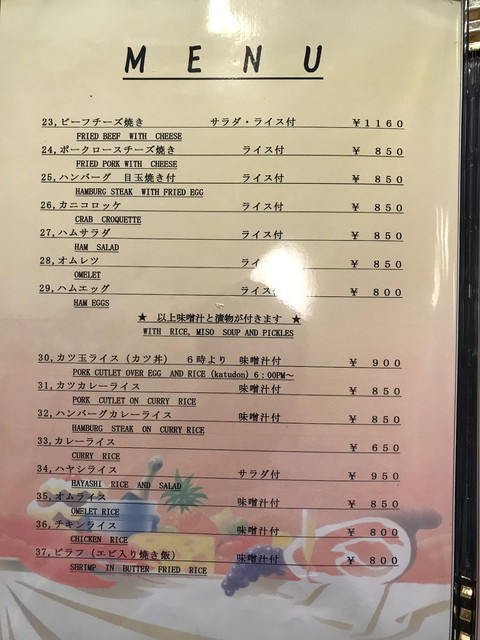 MENU
23,ビーフチーズ焼き サラダ・ライス付 ￥1160
FRIED BEEF WITH CHEESE
24,ポークロースチーズ焼き ライス付 ￥ 850
FRIED PORK WITH CHEESE
25,ハンバーグ 目玉焼き付 ライス付 ￥ 850
HAMBURG STEAK WITH FRIED EGG
26,カニコロッケ ライス付 ￥ 850
CRAB CROQUETTE
27,ハムサラダ ライス付 ￥ 850
HAM SALAD
28,オムレツ ライス付 ￥ 850
OMELET
29,ハムエッグ ライス付 ￥ 800
HAM EGGS
★ 以上味噌汁と漬物が付きます ★
WITH RICE, MISO SOUP AND PICKLES
30,カツ玉ライス（カツ丼） 6時より 味噌汁付 ￥ 900
PORK CUTLET OVER EGG AND RICE (katudon) 6:00PM～
31,カツカレーライス 味噌汁付 ￥ 850
PORK CUTLET ON CURRY RICE
32,ハンバーグカレーライス 味噌汁付 ￥ 850
HAMBURG STEAK ON CURRY RICE
33,カレーライス ￥ 650
CURRY RICE
34,ハヤシライス サラダ付 ￥ 950
HAYASHI RICE AND SALAD
35,オムライス 味噌汁付 ￥ 850
OMELET RICE
36,チキンライス 味噌汁付 ￥ 800
CHICKEN RICE
37,ピラフ（エビ入り焼き飯） 味噌汁付 ￥ 800
SHRIMP IN BUTTER FRIED RICE